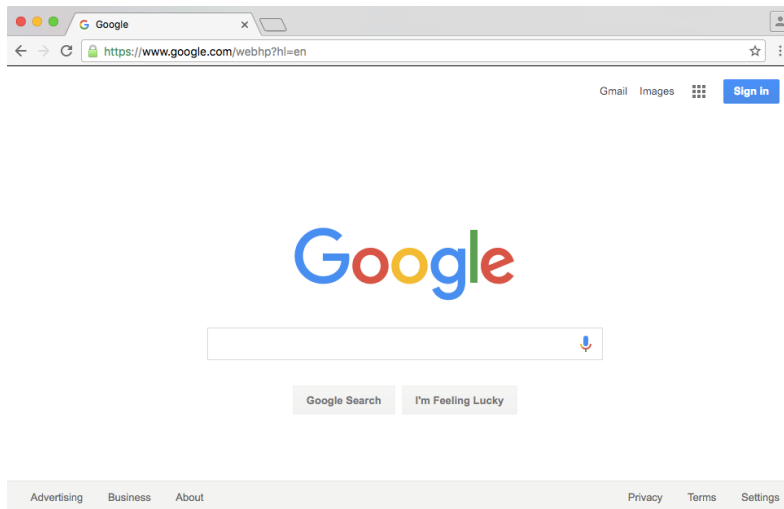 Google
https://www.google.com/webhp?hl=en
Gmail Images Sign in
Google
Google Search I'm Feeling Lucky
Advertising Business About Privacy Terms Settings